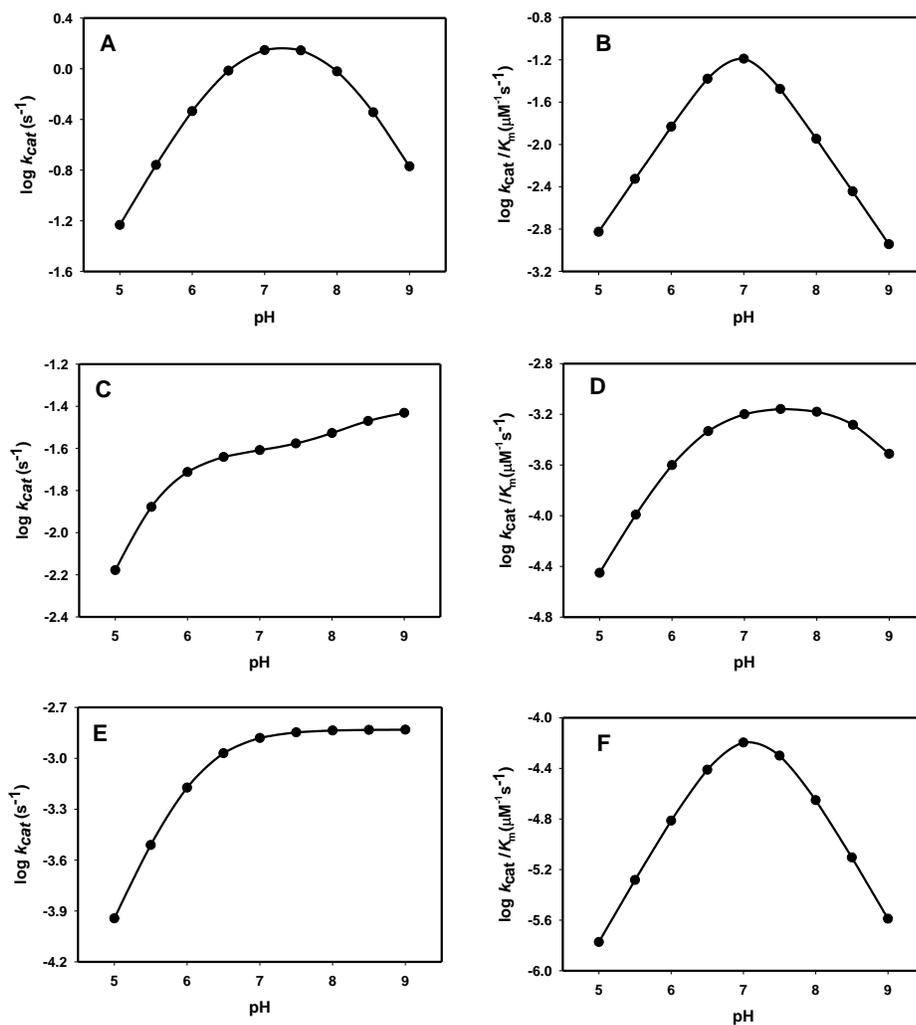 A
log kcat (s⁻¹)
0.4
0.0
-0.4
-0.8
-1.2
-1.6
5 6 7 8 9
pH
B
log kcat /Km(μM⁻¹s⁻¹)
-0.8
-1.2
-1.6
-2.0
-2.4
-2.8
-3.2
5 6 7 8 9
pH
C
log kcat (s⁻¹)
-1.2
-1.4
-1.6
-1.8
-2.0
-2.2
-2.4
5 6 7 8 9
pH
D
log kcat /Km(μM⁻¹s⁻¹)
-2.8
-3.2
-3.6
-4.0
-4.4
-4.8
5 6 7 8 9
pH
E
log kcat (s⁻¹)
-2.7
-3.0
-3.3
-3.6
-3.9
-4.2
5 6 7 8 9
pH
F
log kcat /Km(μM⁻¹s⁻¹)
-4.0
-4.4
-4.8
-5.2
-5.6
-6.0
5 6 7 8 9
pH